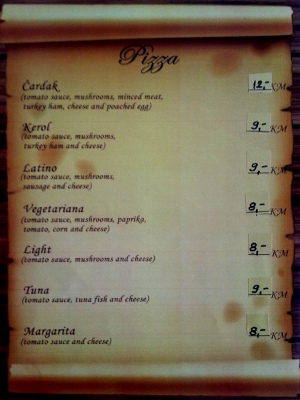 Pizza
Čardak 12,- KM
(tomato sauce, mushrooms, minced meat,
turkey ham, cheese and poached egg)
Kerol 9,- KM
(tomato sauce, mushrooms,
turkey ham and cheese)
Latino 9,- KM
(tomato sauce, mushrooms,
sausage and cheese)
Vegetariana 8,- KM
(tomato sauce, mushrooms, paprika,
tomato, corn and cheese)
Light 8,- KM
(tomato sauce, mushrooms and cheese)
Tuna 9,- KM
(tomato sauce, tuna fish and cheese)
Margarita 8,- KM
(tomato sauce and cheese)